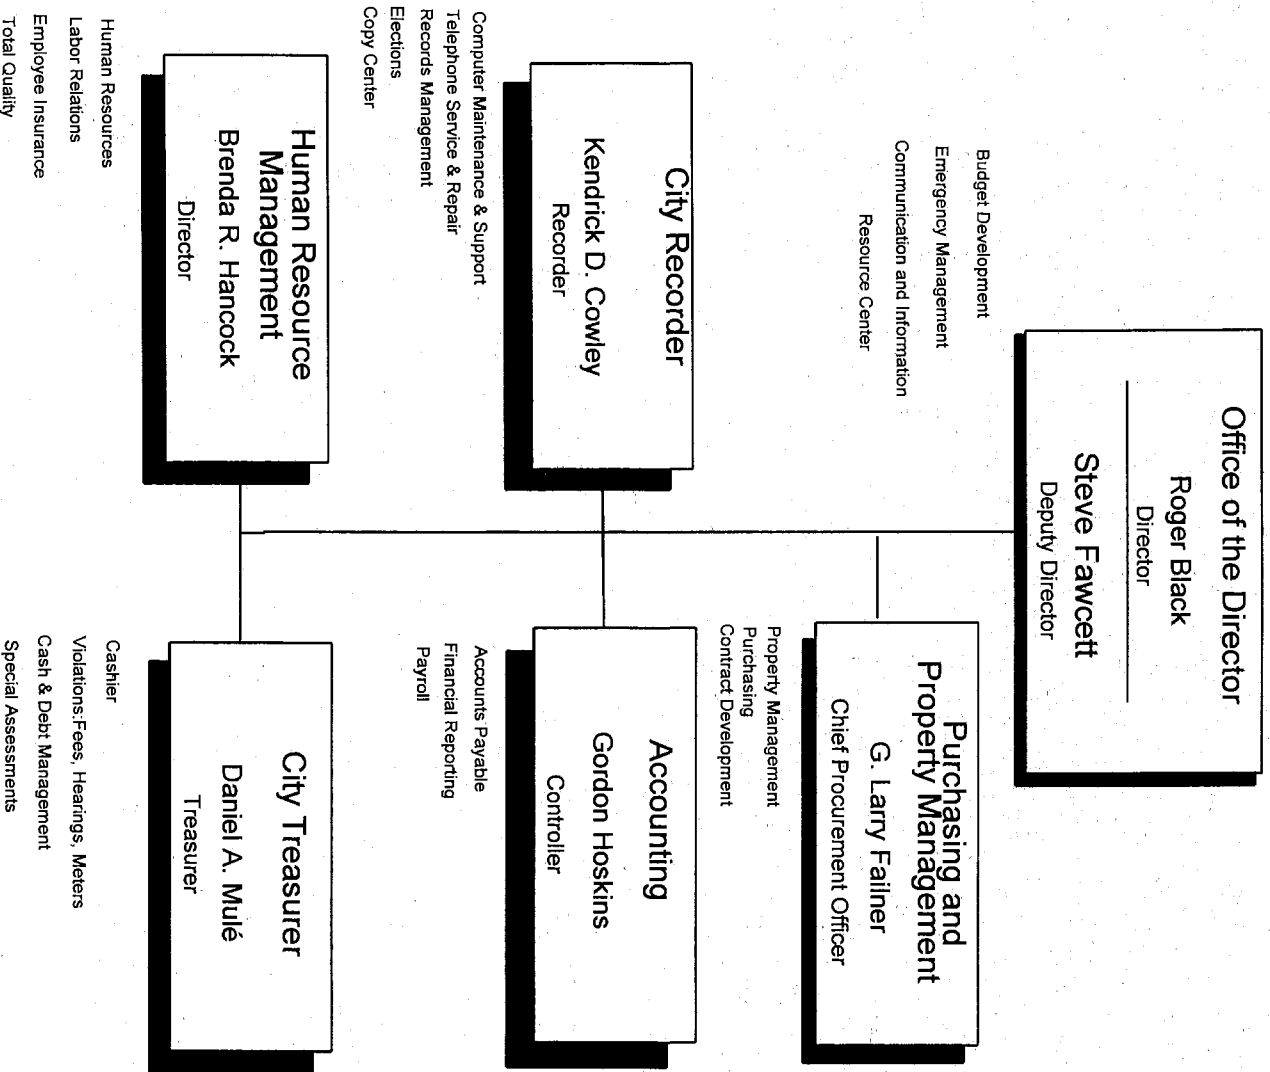 Office of the Director
Roger Black
Director
Steve Fawcett
Deputy Director
Budget Development
Emergency Management
Communication and Information
Resource Center
Purchasing and
Property Management
G. Larry Failner
Chief Procurement Officer
Property Management
Purchasing
Contract Development
City Recorder
Kendrick D. Cowley
Recorder
Computer Maintenance & Support
Telephone Service & Repair
Records Management
Elections
Copy Center
Accounting
Gordon Hoskins
Controller
Accounts Payable
Financial Reporting
Payroll
Human Resource
Management
Brenda R. Hancock
Director
Human Resources
Labor Relations
Employee Insurance
Total Quality
City Treasurer
Daniel A. Mulé
Treasurer
Cashier
Violations:Fees, Hearings, Meters
Cash & Debt Management
Special Assessments